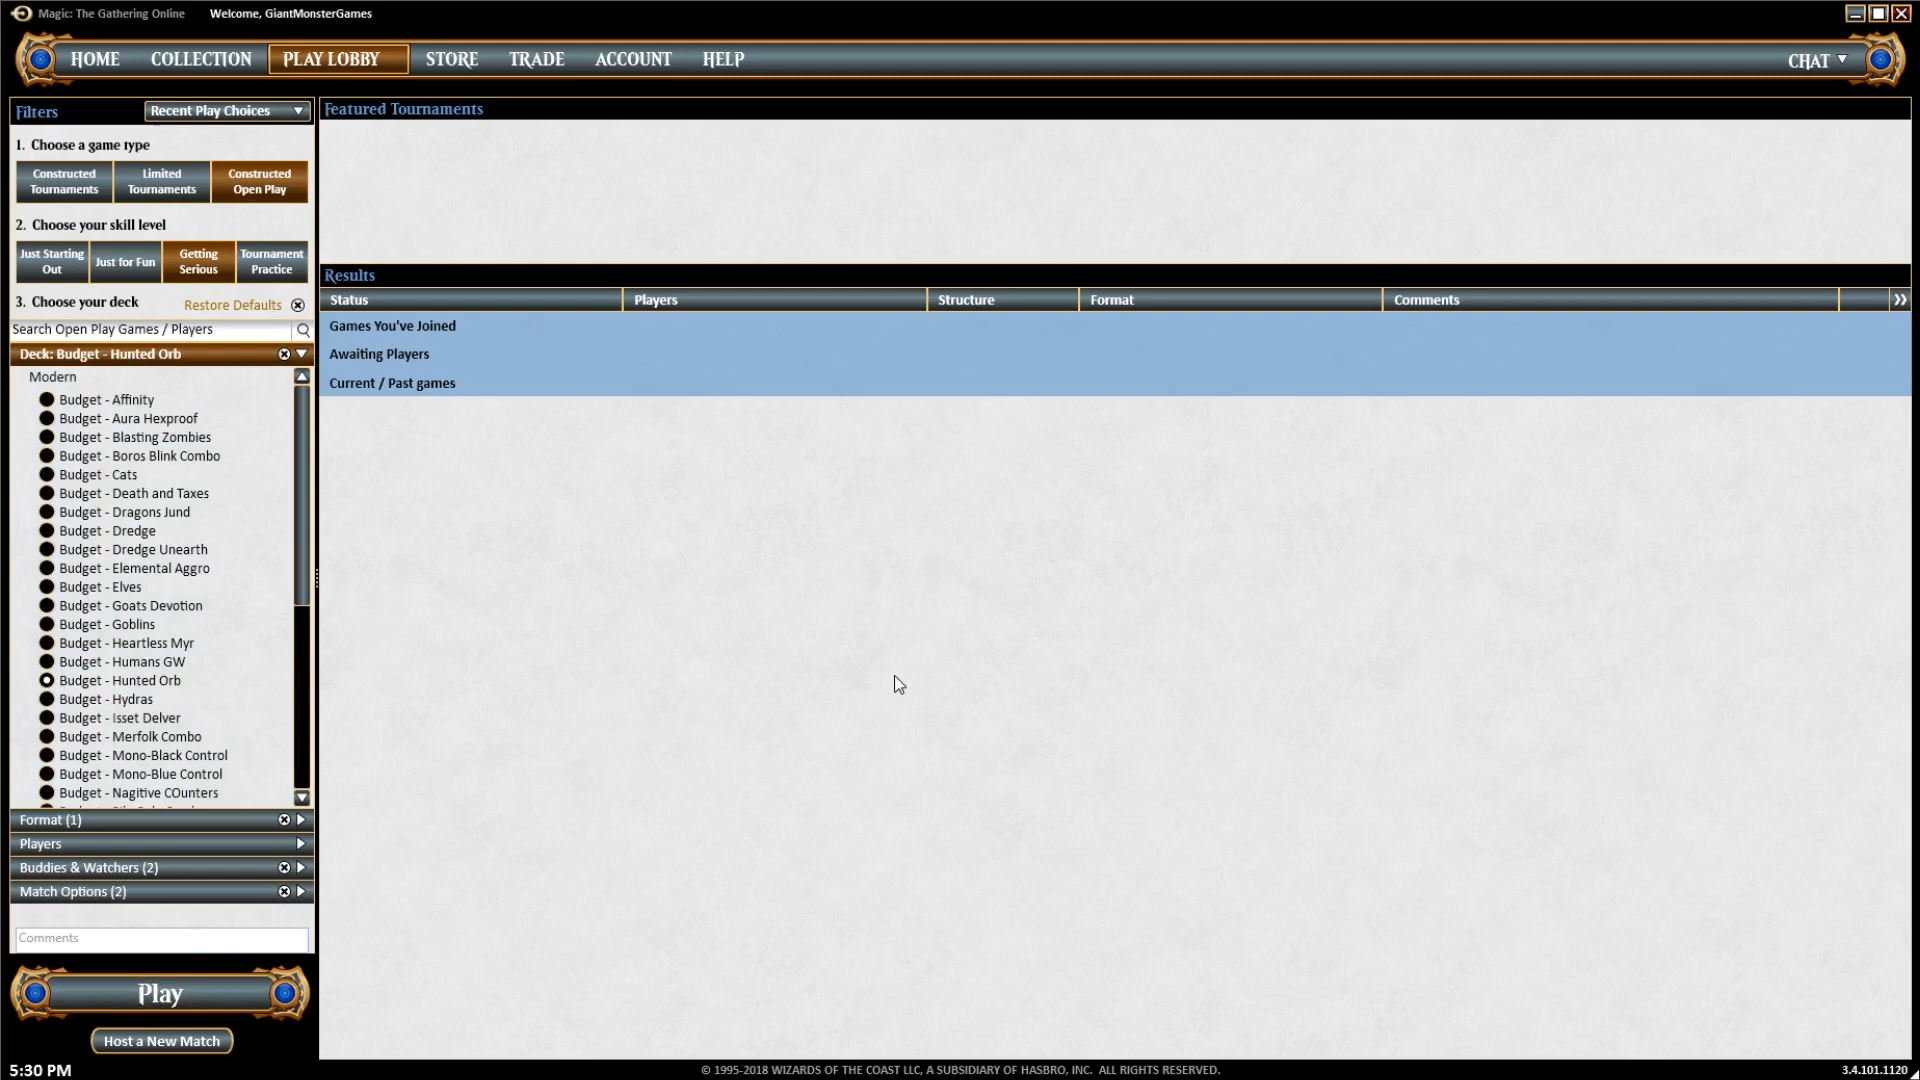 Magic: The Gathering Online Welcome, GiantMonsterGames
HOME COLLECTION PLAY LOBBY STORE TRADE ACCOUNT HELP CHAT
Filters Recent Play Choices
1. Choose a game type
Constructed Tournaments Limited Tournaments Constructed Open Play
2. Choose your skill level
Just Starting Out Just for Fun Getting Serious Tournament Practice
3. Choose your deck Restore Defaults
Search Open Play Games / Players
Deck: Budget - Hunted Orb
Modern
Budget - Affinity
Budget - Aura Hexproof
Budget - Blasting Zombies
Budget - Boros Blink Combo
Budget - Cats
Budget - Death and Taxes
Budget - Dragons Jund
Budget - Dredge
Budget - Dredge Unearth
Budget - Elemental Aggro
Budget - Elves
Budget - Goats Devotion
Budget - Goblins
Budget - Heartless Myr
Budget - Humans GW
Budget - Hunted Orb
Budget - Hydras
Budget - Isset Delver
Budget - Merfolk Combo
Budget - Mono-Black Control
Budget - Mono-Blue Control
Budget - Nagitive COunters
Format (1)
Players
Buddies & Watchers (2)
Match Options (2)
Comments
Play
Host a New Match
5:30 PM
Featured Tournaments
Results
Status Players Structure Format Comments
Games You've Joined
Awaiting Players
Current / Past games
© 1995-2018 WIZARDS OF THE COAST LLC, A SUBSIDIARY OF HASBRO, INC. ALL RIGHTS RESERVED.
3.4.101.1120